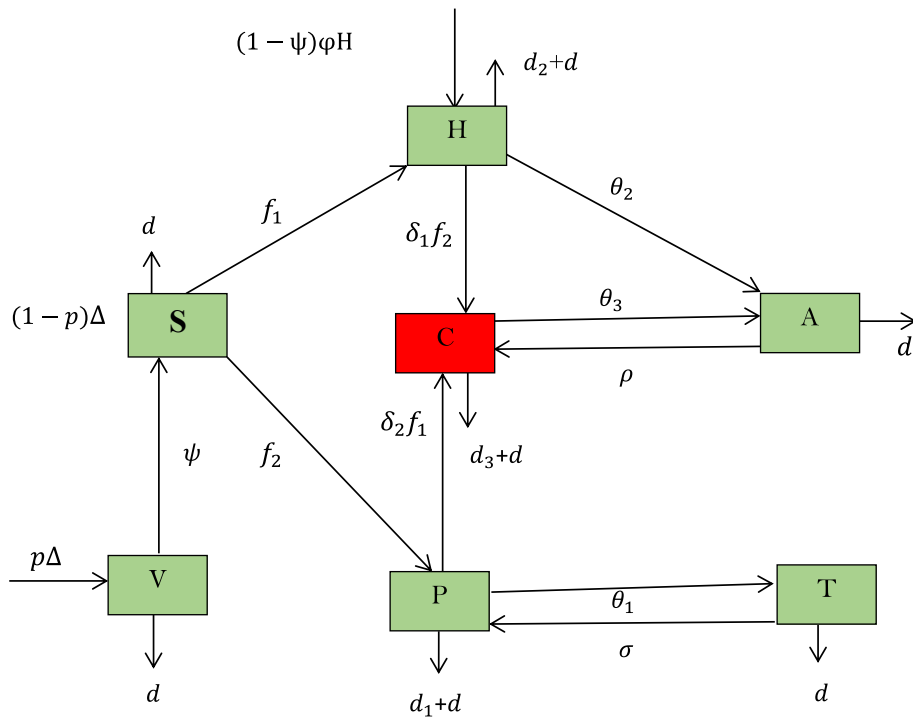 (1 − ψ)φH
d₂+d
H
f₁
θ₂
d
δ₁f₂
(1 − p)Δ
S
θ₃
A
C
d
ρ
δ₂f₁
ψ
f₂
d₃+d
pΔ
V
P
θ₁
T
σ
d
d₁+d
d